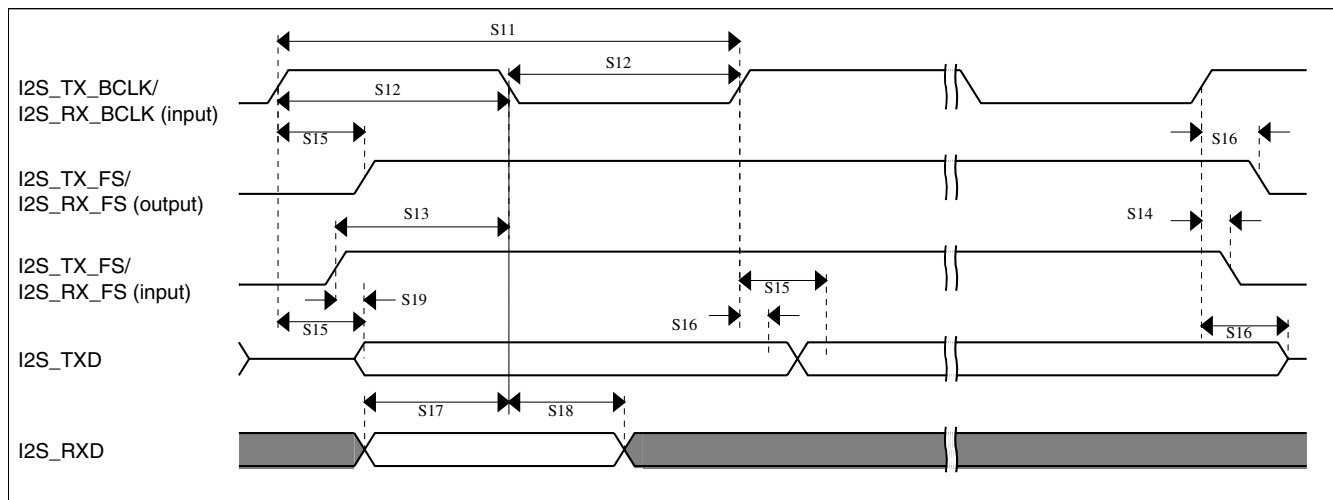 S11
I2S_TX_BCLK/
I2S_RX_BCLK (input)
S12
S12
S15
S16
I2S_TX_FS/
I2S_RX_FS (output)
S13
S14
I2S_TX_FS/
I2S_RX_FS (input)
S15
S19
S15
S16
S16
I2S_TXD
S17
S18
I2S_RXD